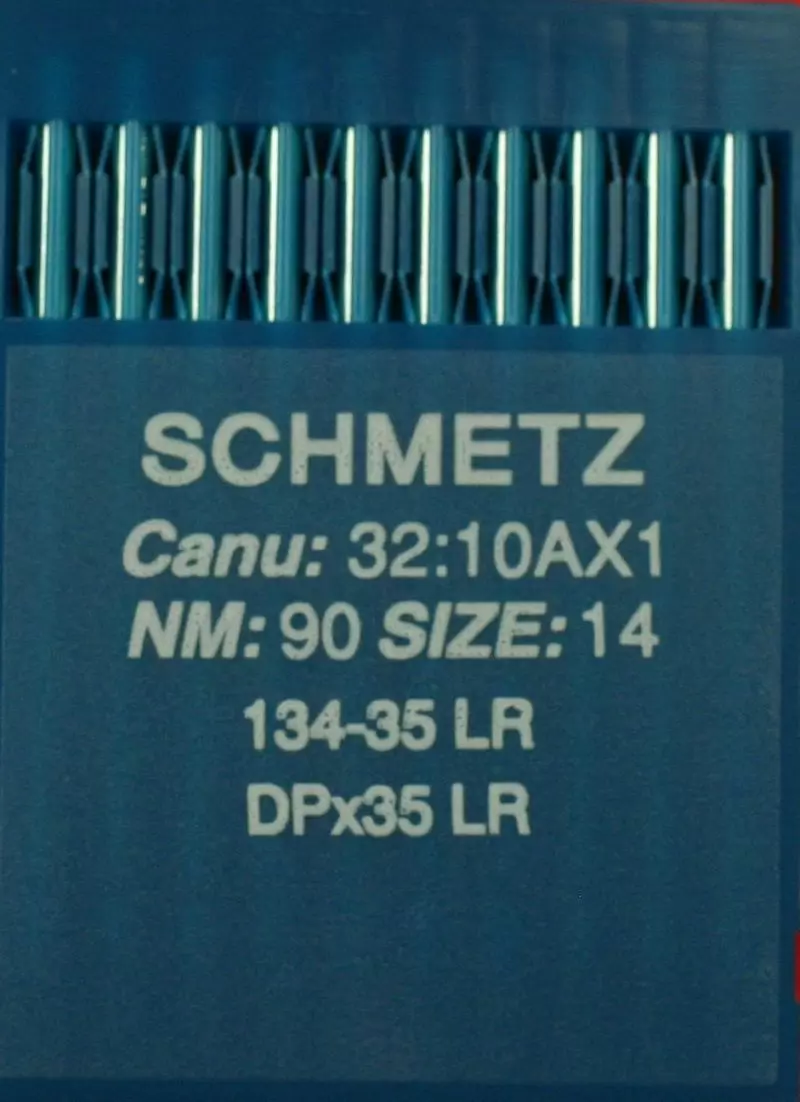 SCHMETZ
Canu: 32:10AX1
NM: 90 SIZE: 14
134-35 LR
DPx35 LR